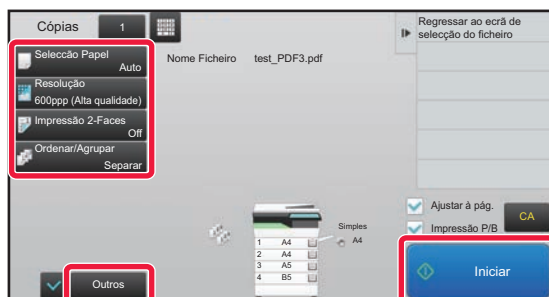 Cópias 1
Regressar ao ecrã de
selecção do ficheiro
Selecção Papel
Auto
Nome Ficheiro test_PDF3.pdf
Resolução
600ppp (Alta qualidade)
Impressão 2-Faces
Off
Ordenar/Agrupar
Separar
Simples
A4
1 A4
2 A4
3 A5
4 B5
Ajustar à pág.
Impressão P/B
CA
Outros
Iniciar